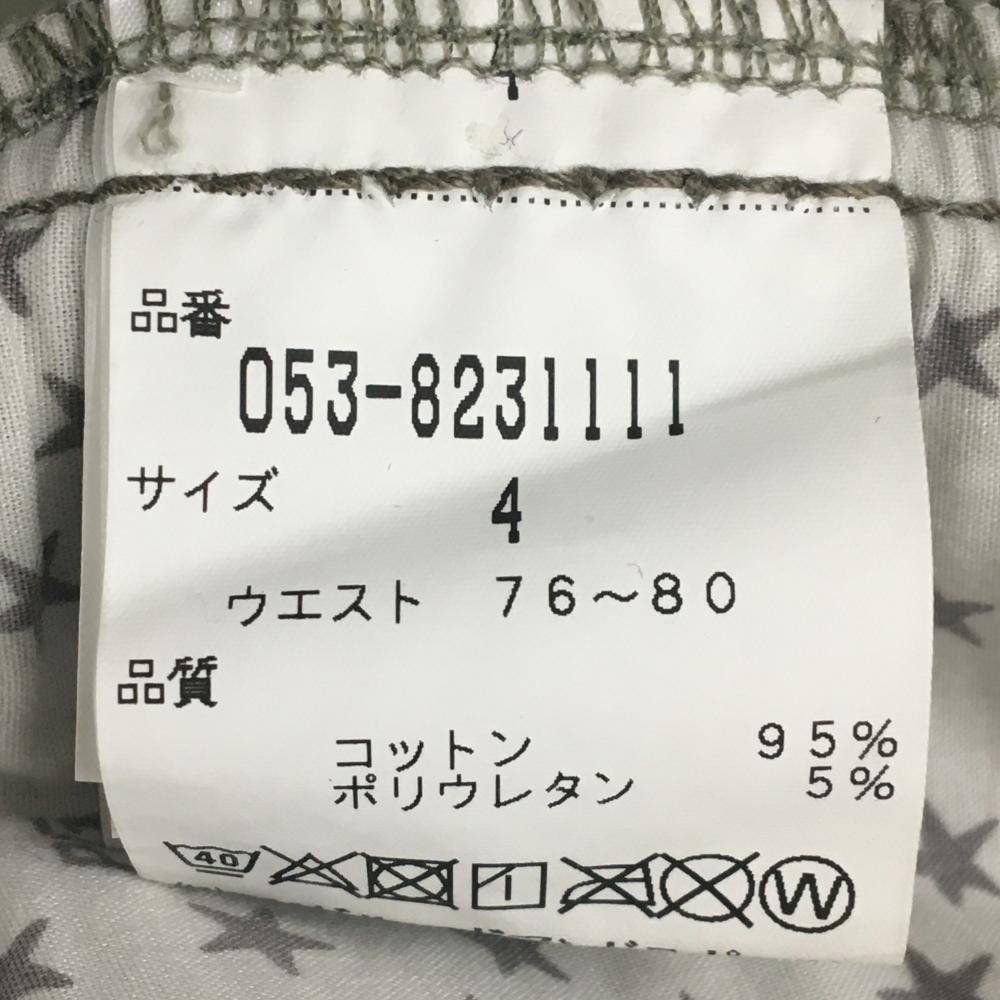 品番
053-8231111
サイズ
4
ウエスト 76～80
品質
コットン 95%
ポリウレタン 5%
40
W